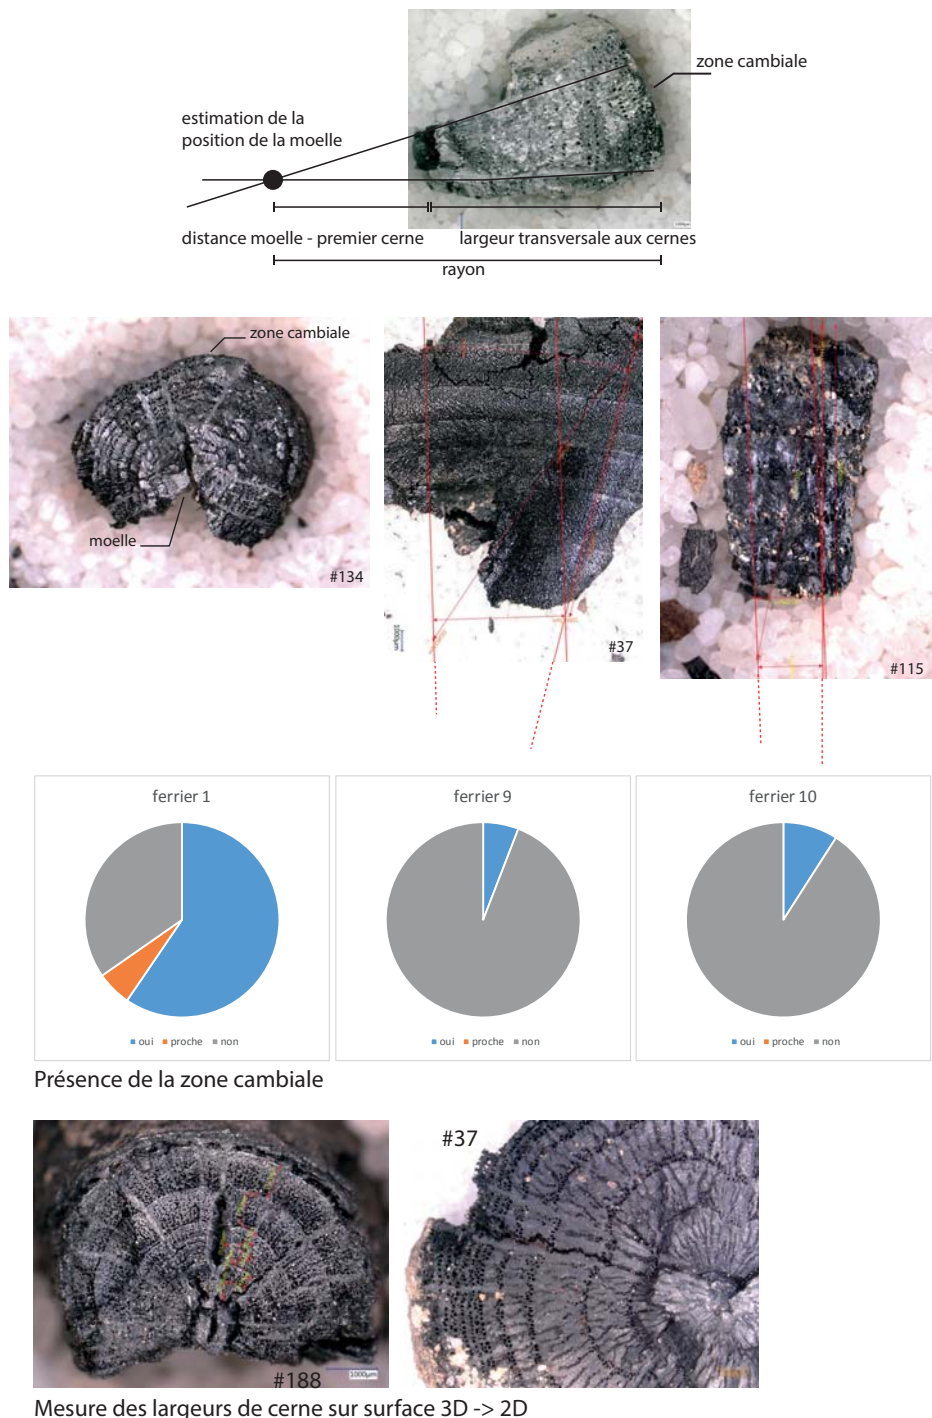 zone cambiale
estimation de la
position de la moelle
distance moelle - premier cerne
largeur transversale aux cernes
rayon
zone cambiale
moelle
#134
1000µm
#37
#115
ferrier 1
ferrier 9
ferrier 10
oui proche non
oui proche non
oui proche non
Présence de la zone cambiale
#37
#188
1000µm
Mesure des largeurs de cerne sur surface 3D -> 2D